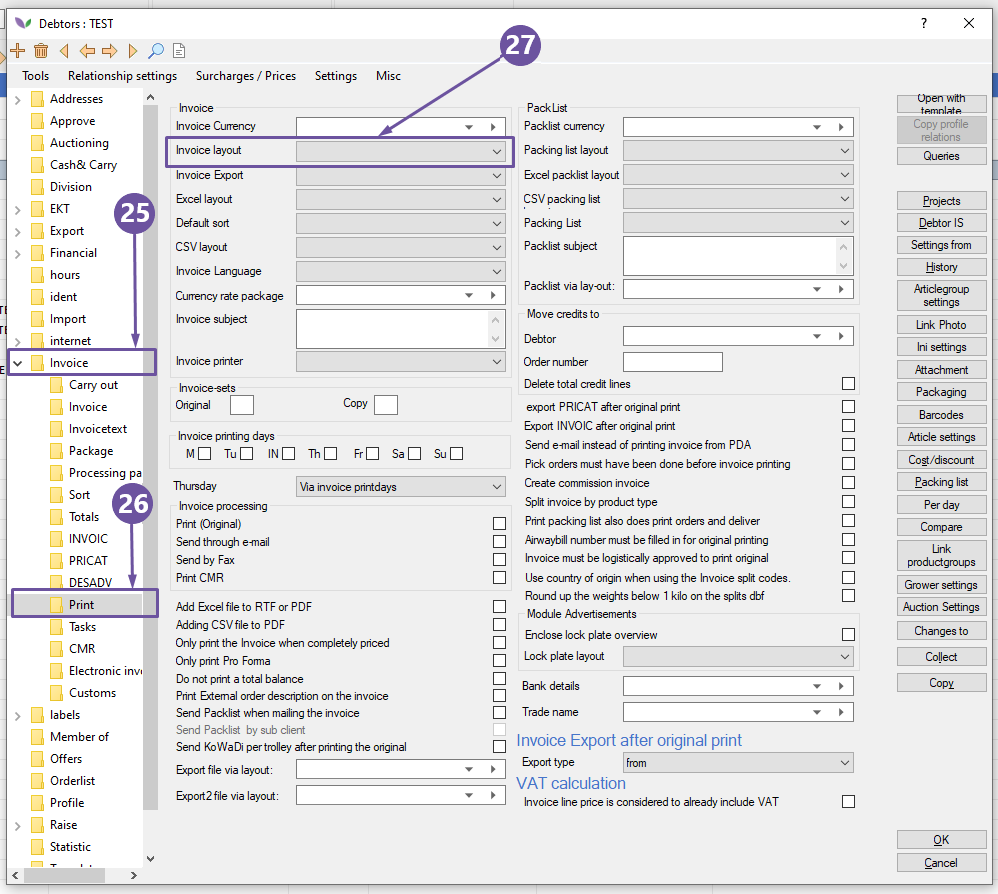 Debtors : TEST
?
27
Tools Relationship settings Surcharges / Prices Settings Misc
Addresses
Approve
Auctioning
Cash& Carry
Division
EKT
25
Export
Financial
hours
ident
Import
internet
Invoice
Carry out
Invoice
Invoicetext
Package
Processing pa
Sort
26
Totals
INVOIC
PRICAT
DESADV
Print
Tasks
CMR
Electronic inv
Customs
labels
Member of
Offers
Orderlist
Profile
Raise
Statistic
Invoice
Invoice Currency
Invoice layout
Invoice Export
Excel layout
Default sort
CSV layout
Invoice Language
Currency rate package
Invoice subject
Invoice printer
Invoice-sets
Original Copy
Invoice printing days
M Tu IN Th Fr Sa Su
Thursday Via invoice printdays
Invoice processing
Print (Original)
Send through e-mail
Send by Fax
Print CMR
Add Excel file to RTF or PDF
Adding CSV file to PDF
Only print the Invoice when completely priced
Only print Pro Forma
Do not print a total balance
Print External order description on the invoice
Send Packlist when mailing the invoice
Send Packlist by sub client
Send KoWaDi per trolley after printing the original
Export file via layout:
Export2 file via layout:
PackList
Packlist currency
Packing list layout
Excel packlist layout
CSV packing list
Packing List
Packlist subject
Packlist via lay-out:
Move credits to
Debtor
Order number
Delete total credit lines
export PRICAT after original print
Export INVOIC after original print
Send e-mail instead of printing invoice from PDA
Pick orders must have been done before invoice printing
Create commission invoice
Split invoice by product type
Print packing list also does print orders and deliver
Airwaybill number must be filled in for original printing
Invoice must be logistically approved to print original
Use country of origin when using the Invoice split codes.
Round up the weights below 1 kilo on the splits dbf
Module Advertisements
Enclose lock plate overview
Lock plate layout
Bank details
Trade name
Invoice Export after original print
Export type from
VAT calculation
Invoice line price is considered to already include VAT
Open with
template
Copy profile
relations
Queries
Projects
Debtor IS
Settings from
History
Articlegroup
settings
Link Photo
Ini settings
Attachment
Packaging
Barcodes
Article settings
Cost/discount
Packing list
Per day
Compare
Link
productgroups
Grower settings
Auction Settings
Changes to
Collect
Copy
OK
Cancel